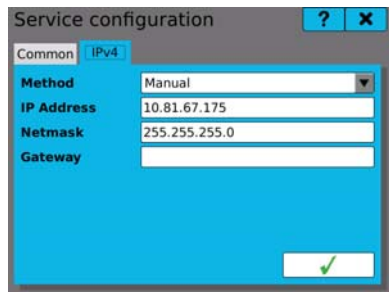 Service configuration ? ×
Common IPv4
Method Manual
IP Address 10.81.67.175
Netmask 255.255.255.0
Gateway